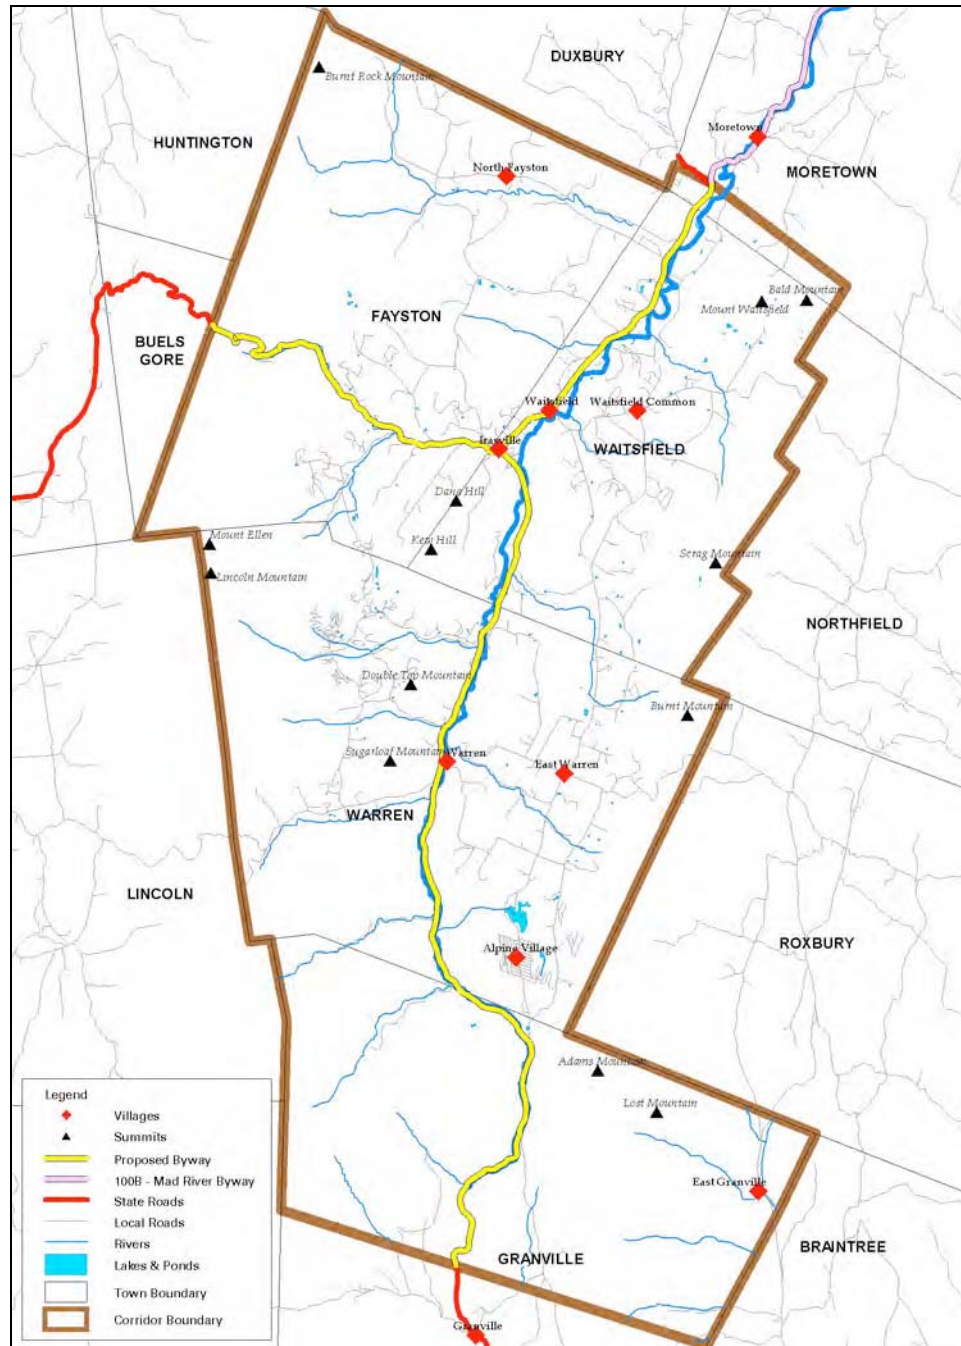 DUXBURY
Burnt Rock Mountain
Moretown
HUNTINGTON
North Fayston
MORETOWN
Bald Mountain
Mount Waitsfield
FAYSTON
BUELS
GORE
Waitsfield
Waitsfield Common
Irasville
WAITSFIELD
Dana Hill
Kew Hill
Mount Ellen
Scrag Mountain
Lincoln Mountain
NORTHFIELD
Double Top Mountain
Burnt Mountain
Sugarloaf Mountain
Warren
East Warren
WARREN
LINCOLN
Alpine Village
ROXBURY
Adams Mountain
Lost Mountain
East Granville
BRAINTREE
GRANVILLE
Granville
Legend
Villages
Summits
Proposed Byway
100B - Mad River Byway
State Roads
Local Roads
Rivers
Lakes & Ponds
Town Boundary
Corridor Boundary